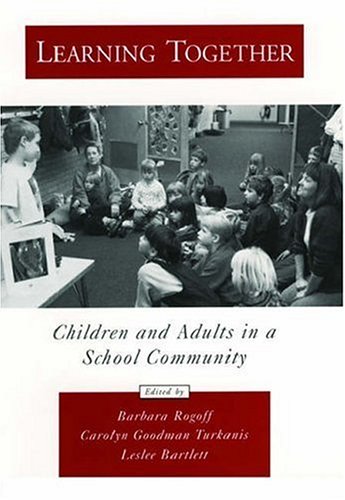 LEARNING TOGETHER
Children and Adults in a
School Community
Edited by
Barbara Rogoff
Carolyn Goodman Turkanis
Leslee Bartlett